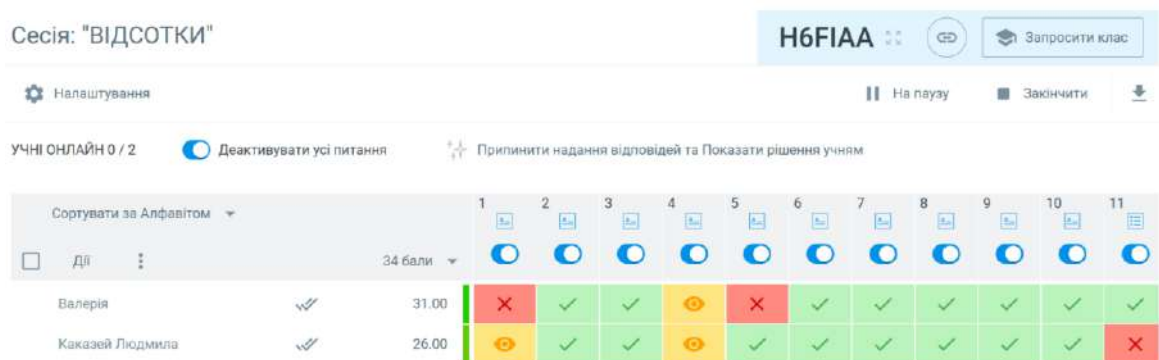 Сесія: "ВІДСОТКИ"
H6FIAA
Запросити клас
Налаштування
На паузу
Закінчити
УЧНІ ОНЛАЙН 0 / 2
Деактивувати усі питання
Припинити надання відповідей та Показати рішення учням
Сортувати за Алфавітом
1 2 3 4 5 6 7 8 9 10 11
Дії
34 бали
Валерія 31.00
Каказей Людмила 26.00